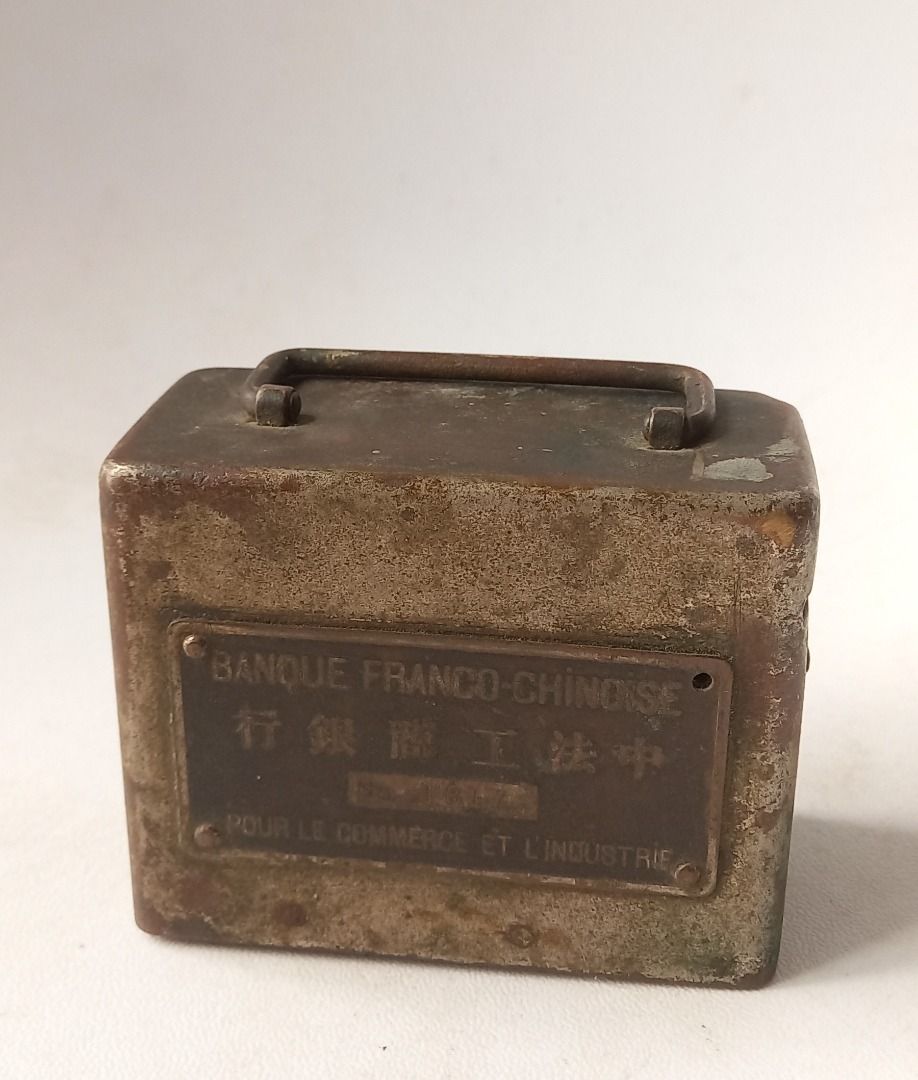 BANQUE FRANCO-CHINOISE
行銀商工法中
POUR LE COMMERCE ET L'INDUSTRIE